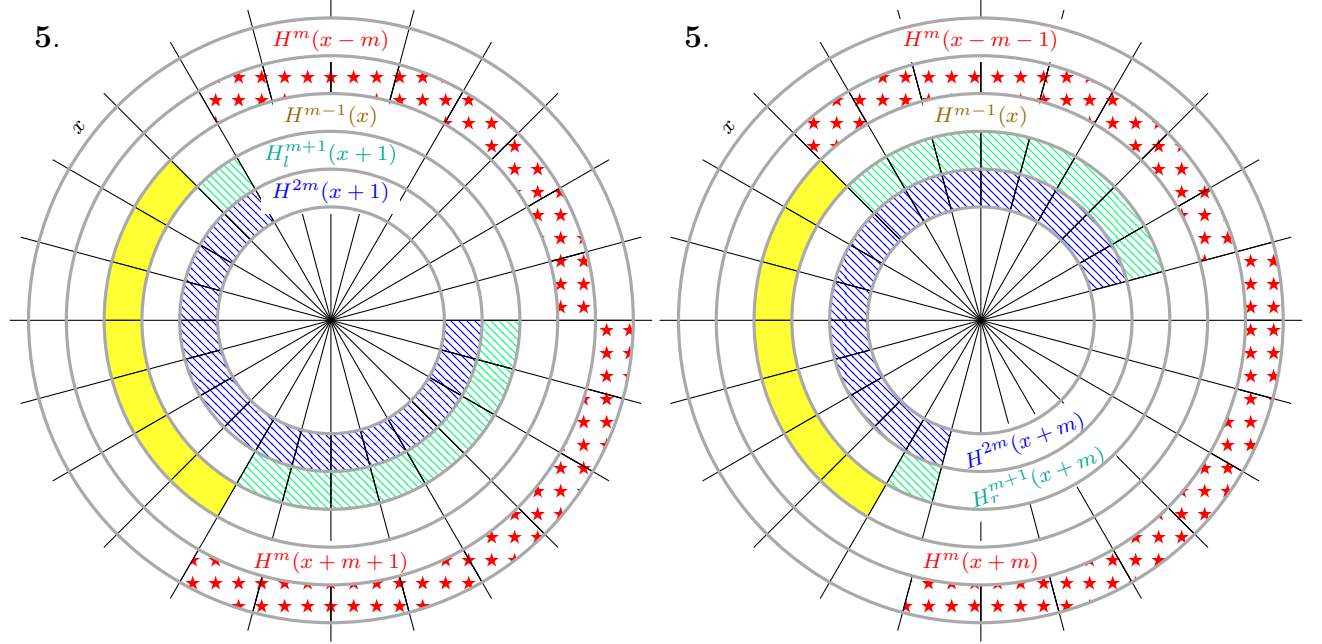 5.
$H^m(x-m)$
$x$
$H^{m-1}(x)$
$H_l^{m+1}(x+1)$
$H^{2m}(x+1)$
$H^m(x+m+1)$
5.
$H^m(x-m-1)$
$x$
$H^{m-1}(x)$
$H^{2m}(x+m)$
$H_r^{m+1}(x+m)$
$H^m(x+m)$